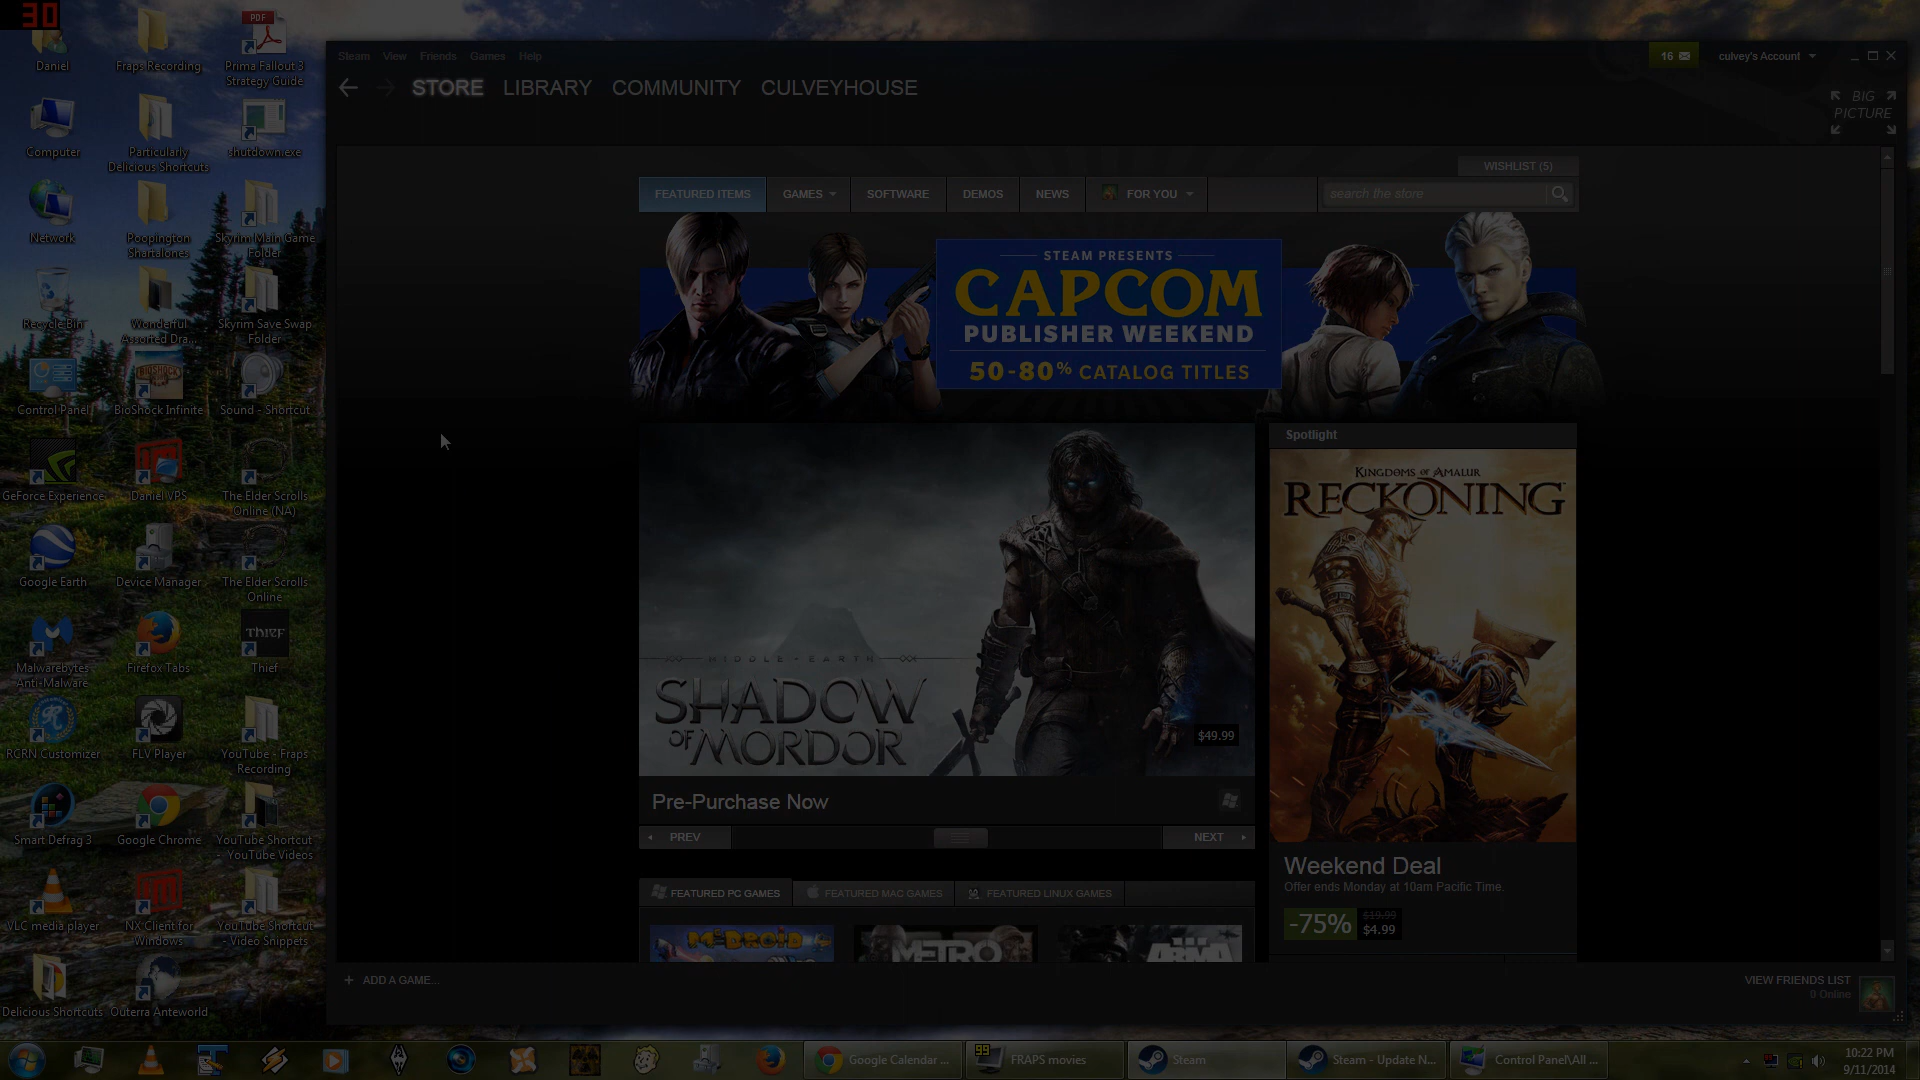 30
Daniel
Fraps Recording
Prima Fallout 3
Strategy Guide
Computer
Particularly
Delicious Shortcuts
shutdown.exe
Network
Poopington
Shartalones
Skyrim Main Game
Folder
Recycle Bin
Wonderful
Assorted Dra...
Skyrim Save Swap
Folder
Control Panel
BioShock Infinite
Sound - Shortcut
GeForce Experience
Daniel VPS
The Elder Scrolls
Online (NA)
Google Earth
Device Manager
The Elder Scrolls
Online
Malwarebytes
Anti-Malware
Firefox Tabs
THIEF
Thief
RCRN Customizer
FLV Player
YouTube - Fraps
Recording
Smart Defrag 3
Google Chrome
YouTube Shortcut
- YouTube Videos
VLC media player
NX Client for
Windows
YouTube Shortcut
- Video Snippets
Delicious Shortcuts
Outerra Anteworld
Steam View Friends Games Help
16
culvey's Account
STORE LIBRARY COMMUNITY CULVEYHOUSE
BIG
PICTURE
WISHLIST (5)
FEATURED ITEMS GAMES SOFTWARE DEMOS NEWS FOR YOU
search the store
STEAM PRESENTS
CAPCOM
PUBLISHER WEEKEND
50-80% CATALOG TITLES
MIDDLE-EARTH
SHADOW
OF MORDOR
$49.99
Pre-Purchase Now
PREV
NEXT
Spotlight
KINGDOMS OF AMALUR
RECKONING
Weekend Deal
Offer ends Monday at 10am Pacific Time.
-75%
$19.99
$4.99
FEATURED PC GAMES FEATURED MAC GAMES FEATURED LINUX GAMES
MCDROID
METRO
ARMA
+ ADD A GAME...
VIEW FRIENDS LIST
0 Online
Google Calendar ...
99
FRAPS movies
Steam
Steam - Update N...
Control Panel\All ...
10:22 PM
9/11/2014